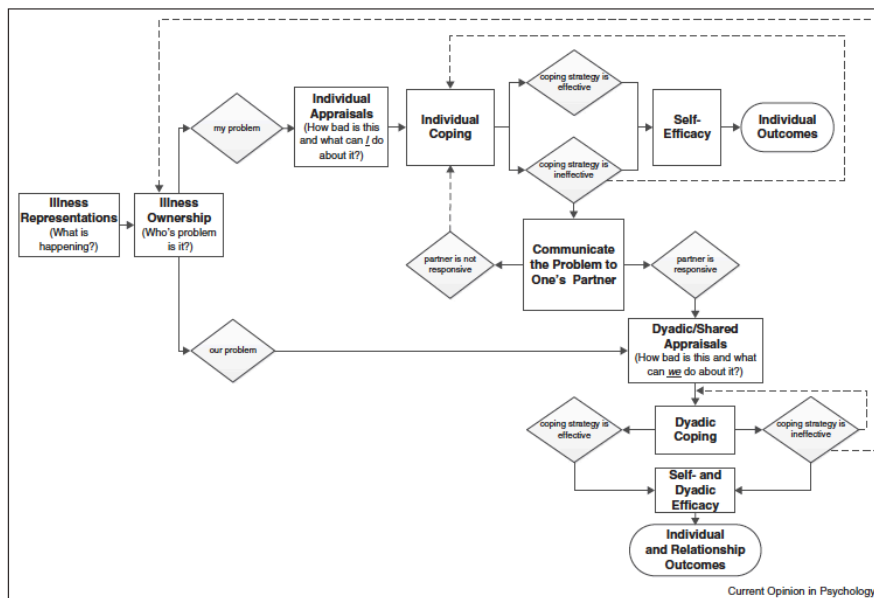 coping strategy is
effective
my problem
Individual
Appraisals
(How bad is this
and what can I do
about it?)
Individual
Coping
Self-
Efficacy
Individual
Outcomes
coping strategy is
ineffective
Illness
Representations
(What is
happening?)
Illness
Ownership
(Who's problem
is it?)
partner is not
responsive
Communicate
the Problem to
One's Partner
partner is
responsive
our problem
Dyadic/Shared
Appraisals
(How bad is this and what
can we do about it?)
coping strategy is
effective
Dyadic
Coping
coping strategy is
ineffective
Self- and
Dyadic
Efficacy
Individual
and Relationship
Outcomes
Current Opinion in Psychology